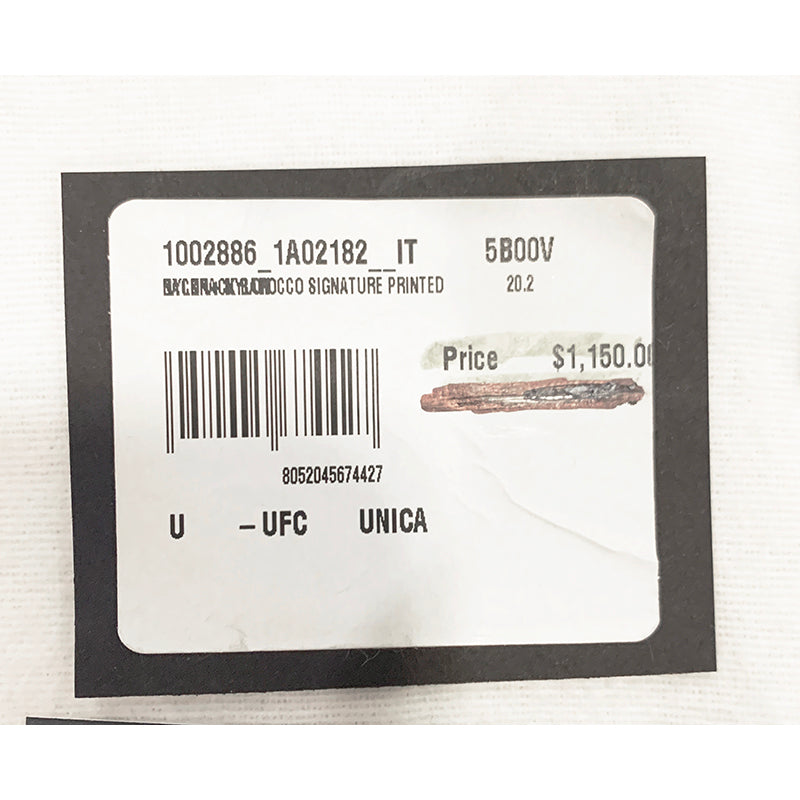 1002886_1A02182__IT 5B00V
SIGNATURE PRINTED 20.2
Price $1,150.00
8052045674427
U – UFC UNICA